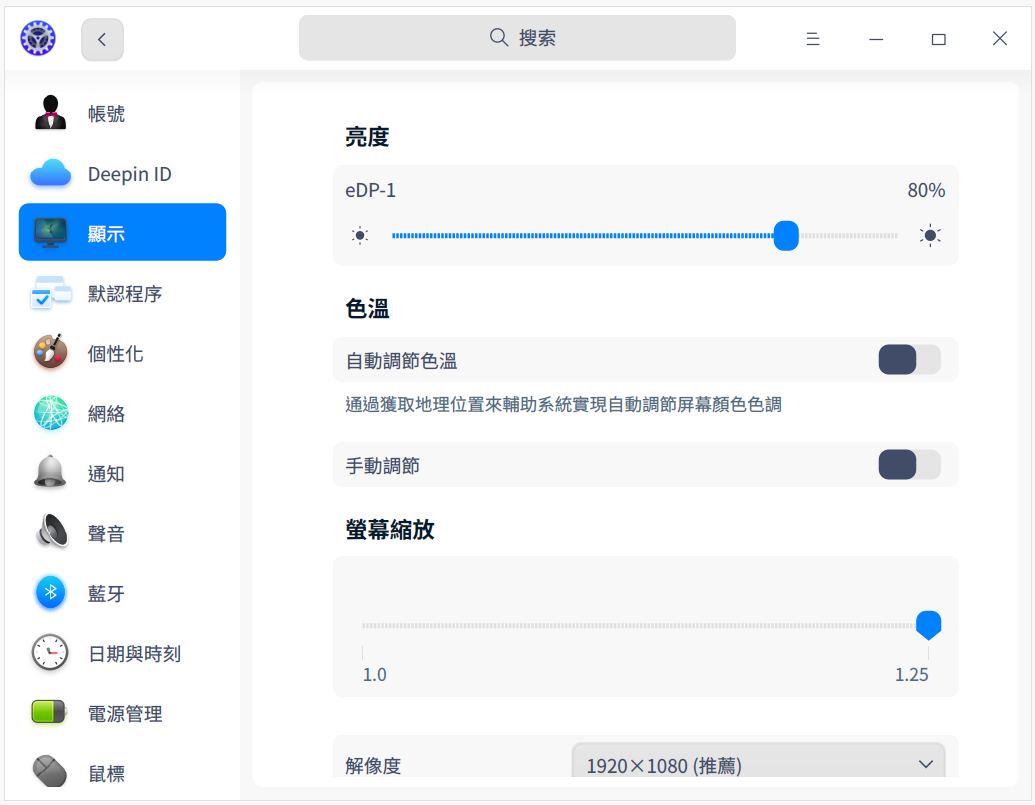 搜索
帳號
Deepin ID
顯示
默認程序
個性化
網絡
通知
聲音
藍牙
日期與時刻
電源管理
鼠標
亮度
eDP-1
80%
色溫
自動調節色溫
通過獲取地理位置來輔助系統實現自動調節屏幕顏色色調
手動調節
螢幕縮放
1.0
1.25
解像度
1920×1080 (推薦)